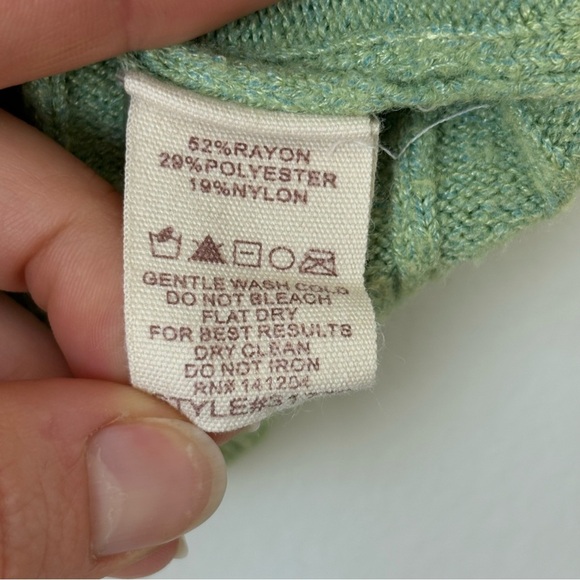 52%RAYON
29%POLYESTER
19%NYLON
GENTLE WASH COLD
DO NOT BLEACH
FLAT DRY
FOR BEST RESULTS
DRY CLEAN
DO NOT IRON
RN# 141204